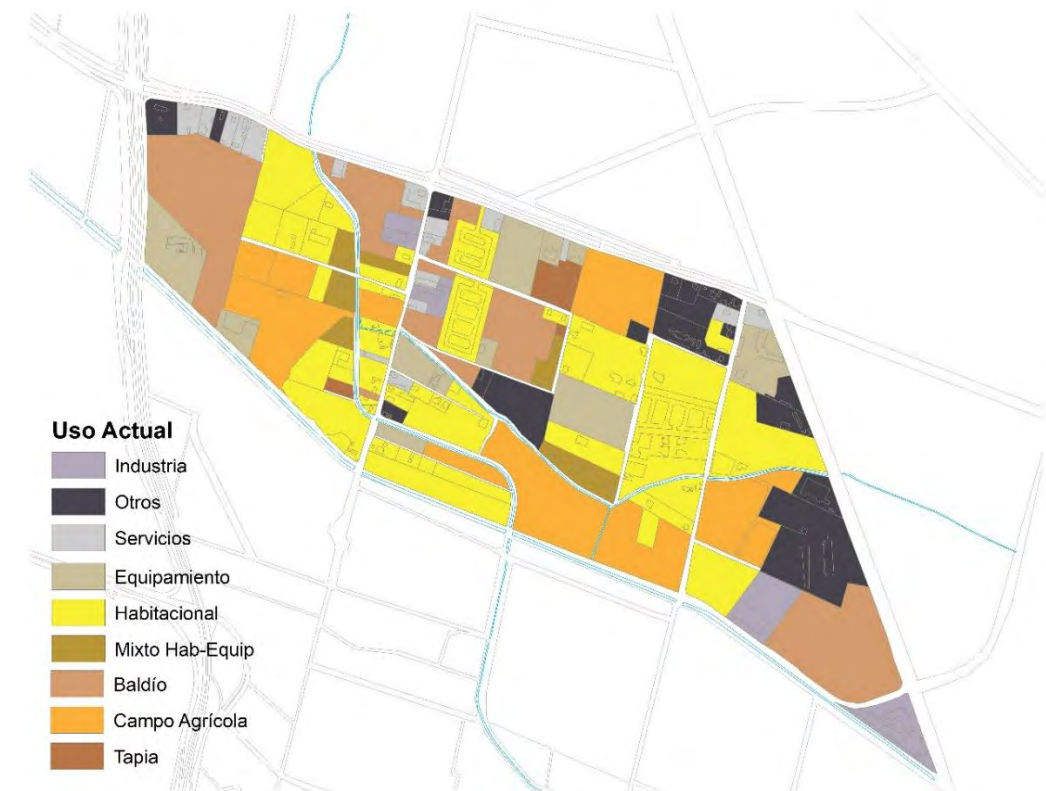 Uso Actual
Industria
Otros
Servicios
Equipamiento
Habitacional
Mixto Hab-Equip
Baldío
Campo Agrícola
Tapia